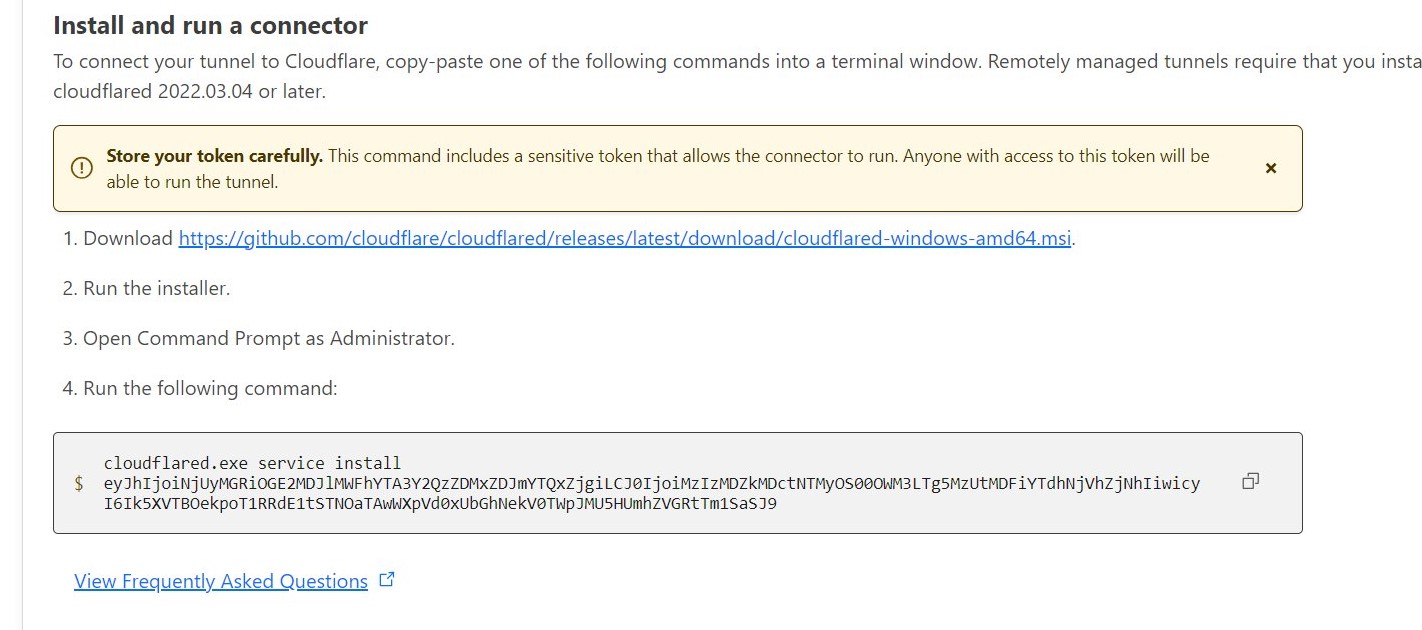 Install and run a connector
To connect your tunnel to Cloudflare, copy-paste one of the following commands into a terminal window. Remotely managed tunnels require that you insta
cloudflared 2022.03.04 or later.
Store your token carefully. This command includes a sensitive token that allows the connector to run. Anyone with access to this token will be
able to run the tunnel.
1. Download https://github.com/cloudflare/cloudflared/releases/latest/download/cloudflared-windows-amd64.msi.
2. Run the installer.
3. Open Command Prompt as Administrator.
4. Run the following command:
cloudflared.exe service install
$
View Frequently Asked Questions